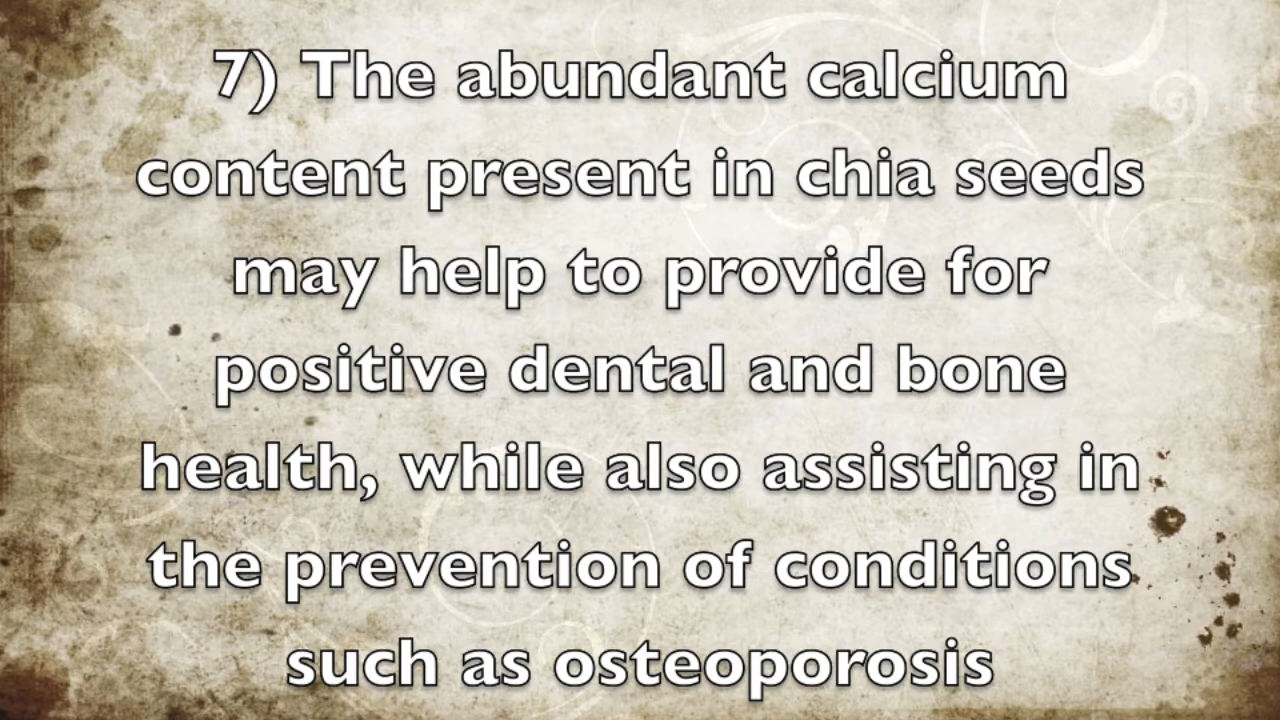 7) The abundant calcium
content present in chia seeds
may help to provide for
positive dental and bone
health, while also assisting in
the prevention of conditions
such as osteoporosis